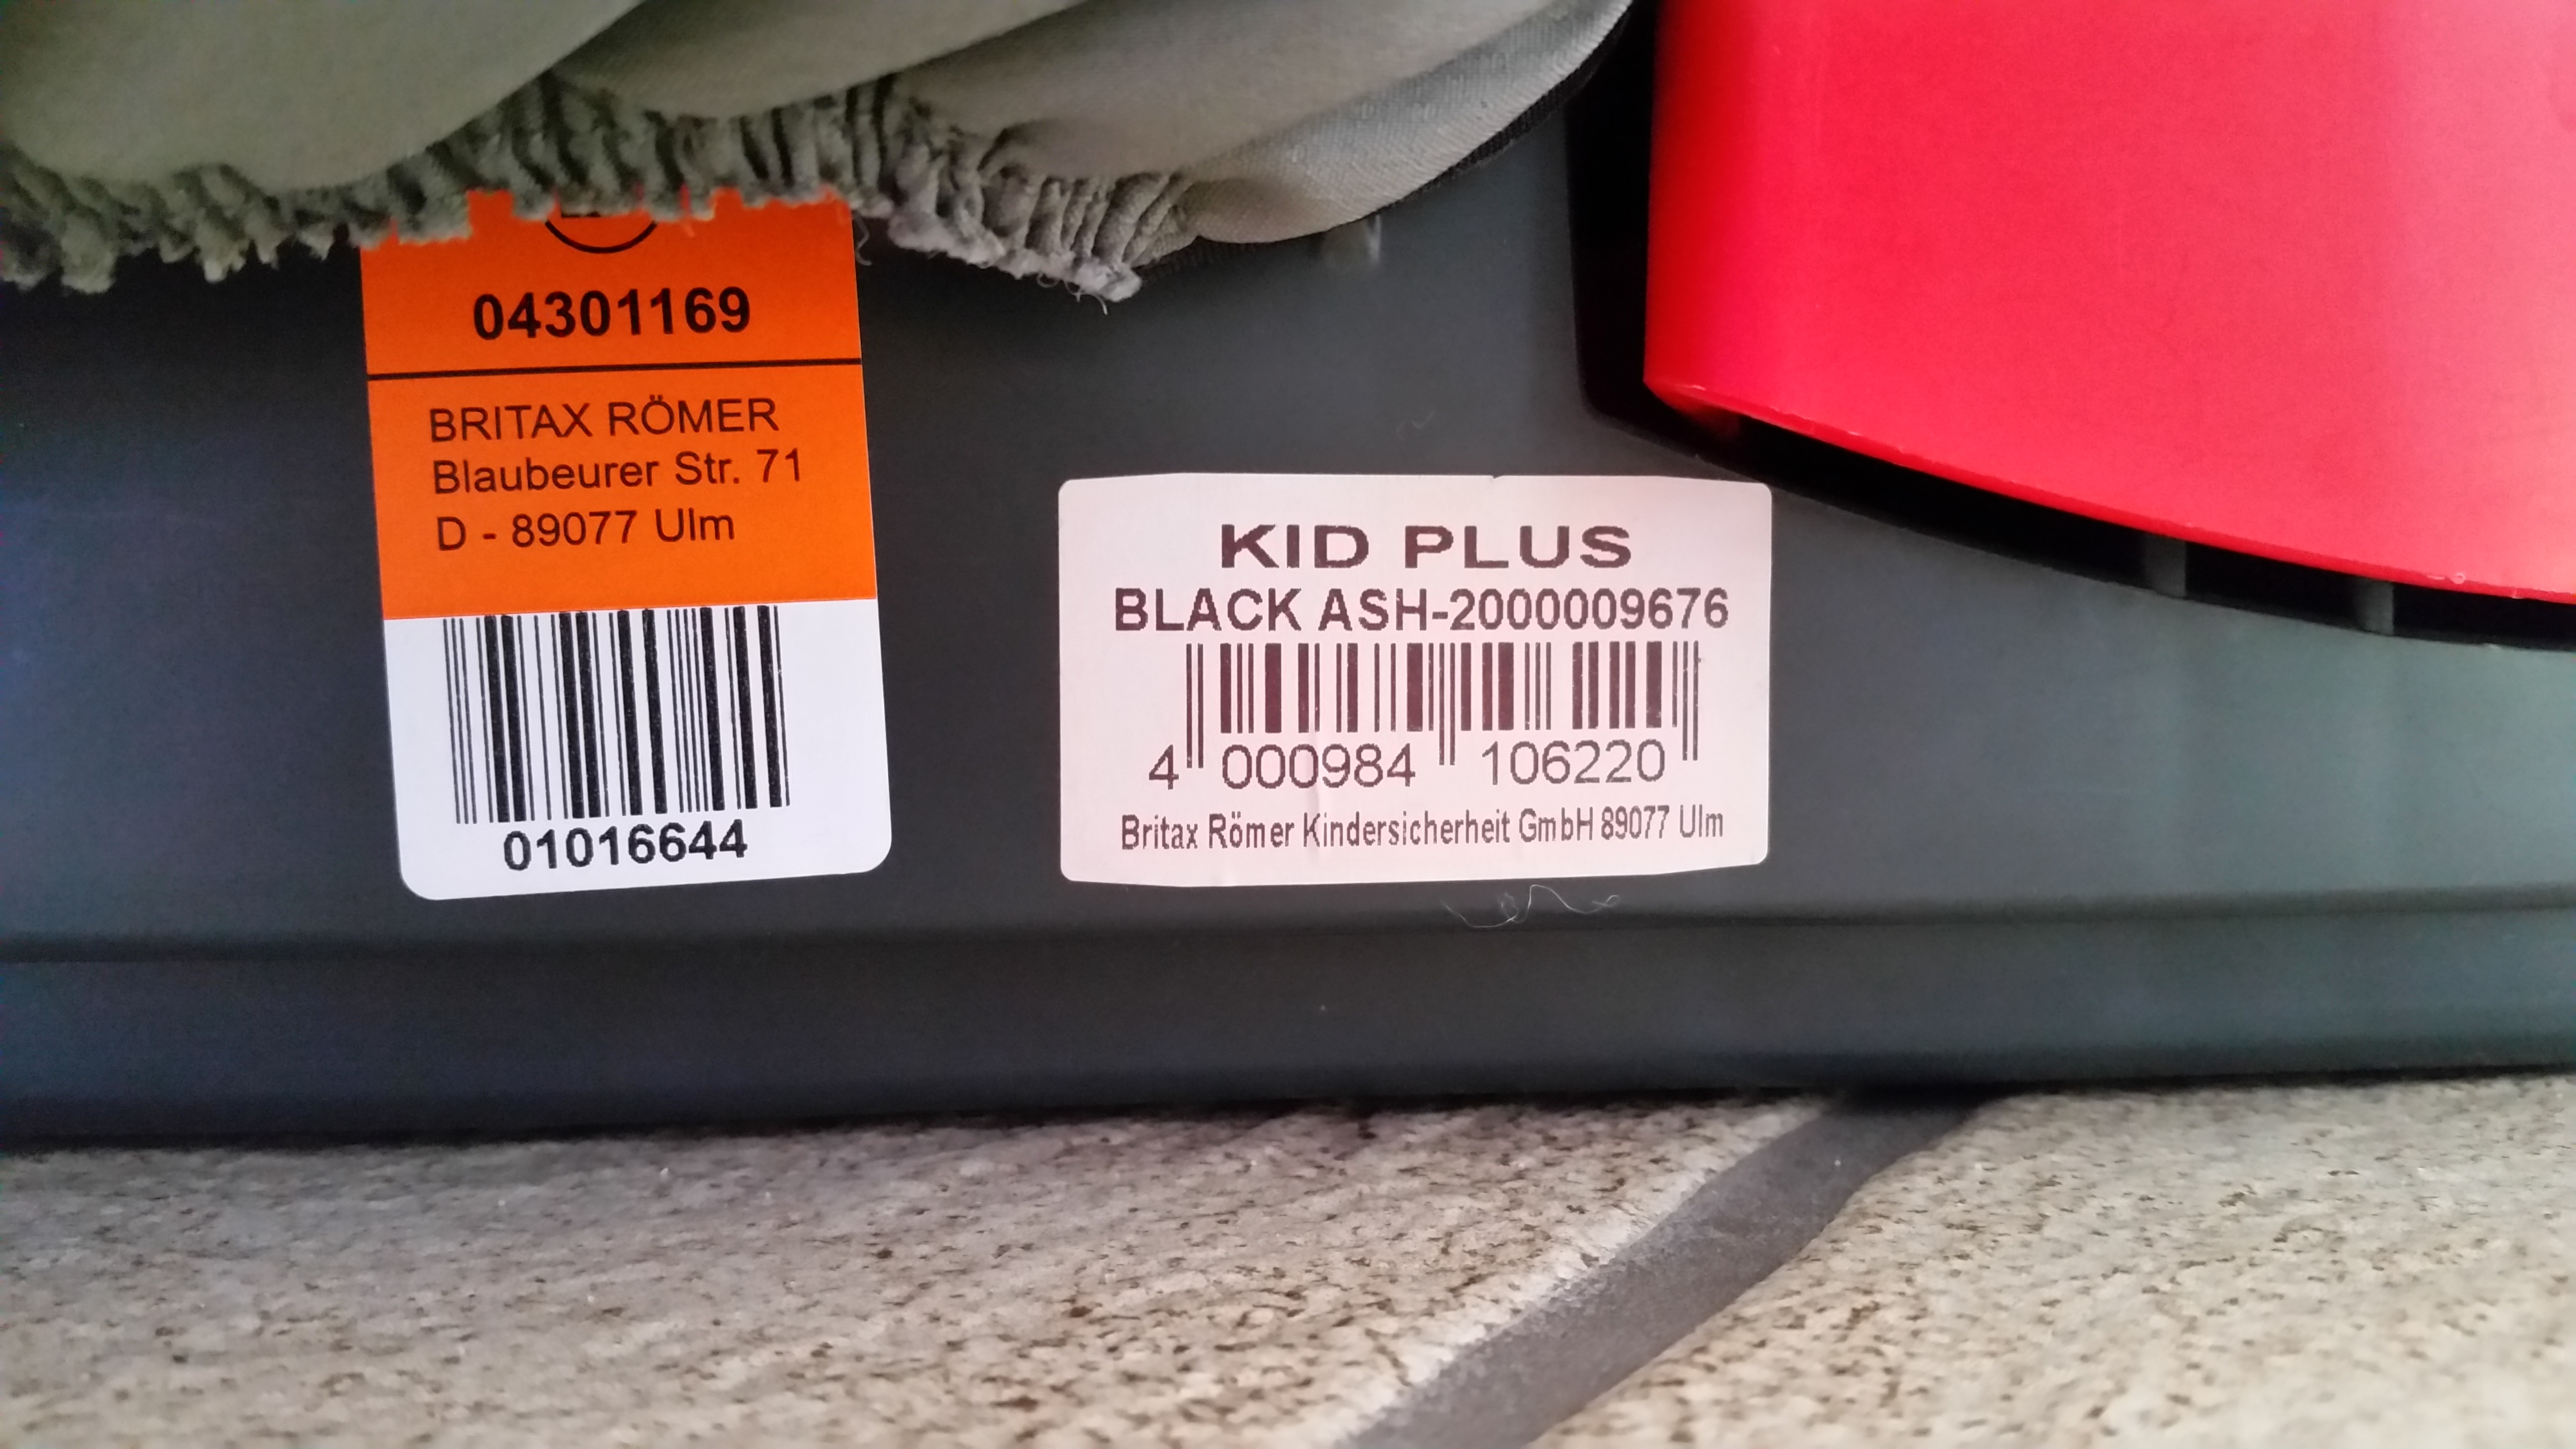 04301169
BRITAX RÖMER
Blaubeurer Str. 71
D - 89077 Ulm
01016644
KID PLUS
BLACK ASH-2000009676
4 000984 106220
Britax Römer Kindersicherheit GmbH 89077 Ulm